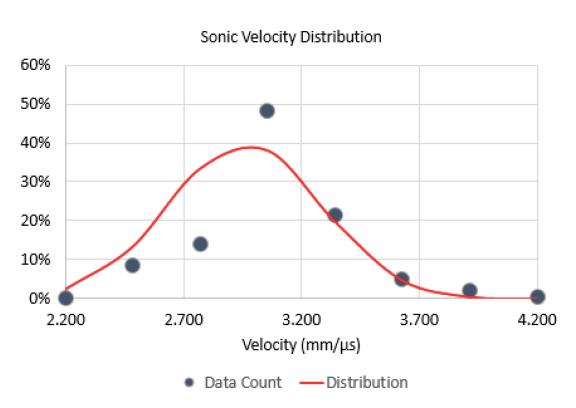 Sonic Velocity Distribution
60%
50%
40%
30%
20%
10%
0%
2.200 2.700 3.200 3.700 4.200
Velocity (mm/µs)
Data Count Distribution